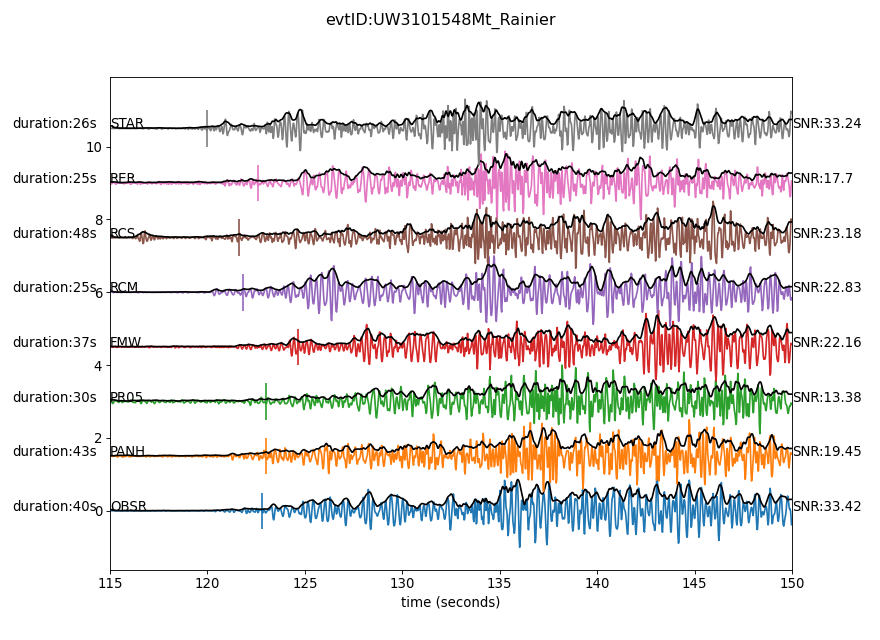 evtID:UW3101548Mt_Rainier
duration:26s STAR SNR:33.24
10
duration:25s RER SNR:17.7
8
duration:48s RCS SNR:23.18
duration:25s RCM SNR:22.83
6
duration:37s FMW SNR:22.16
4
duration:30s PR05 SNR:13.38
2
duration:43s PANH SNR:19.45
duration:40s OBSR SNR:33.42
0
115 120 125 130 135 140 145 150
time (seconds)